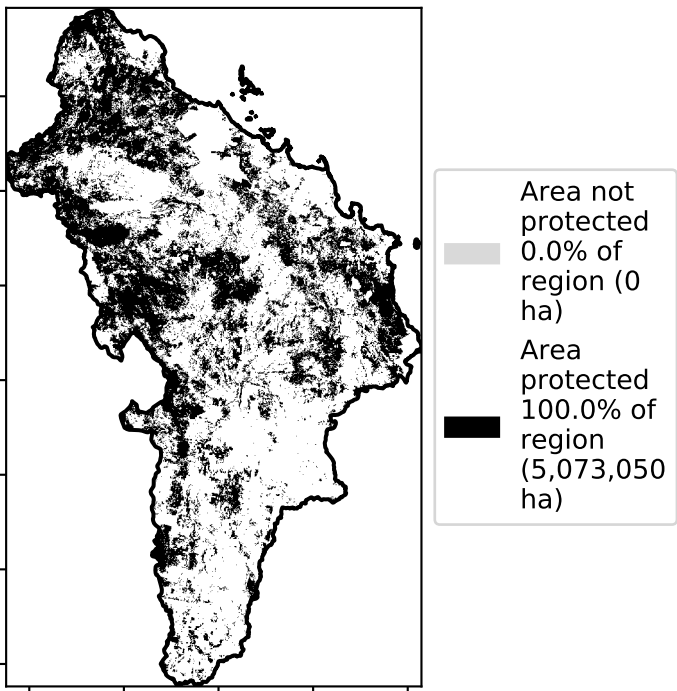 Area not
protected
0.0% of
region (0
ha)
Area
protected
100.0% of
region
(5,073,050
ha)